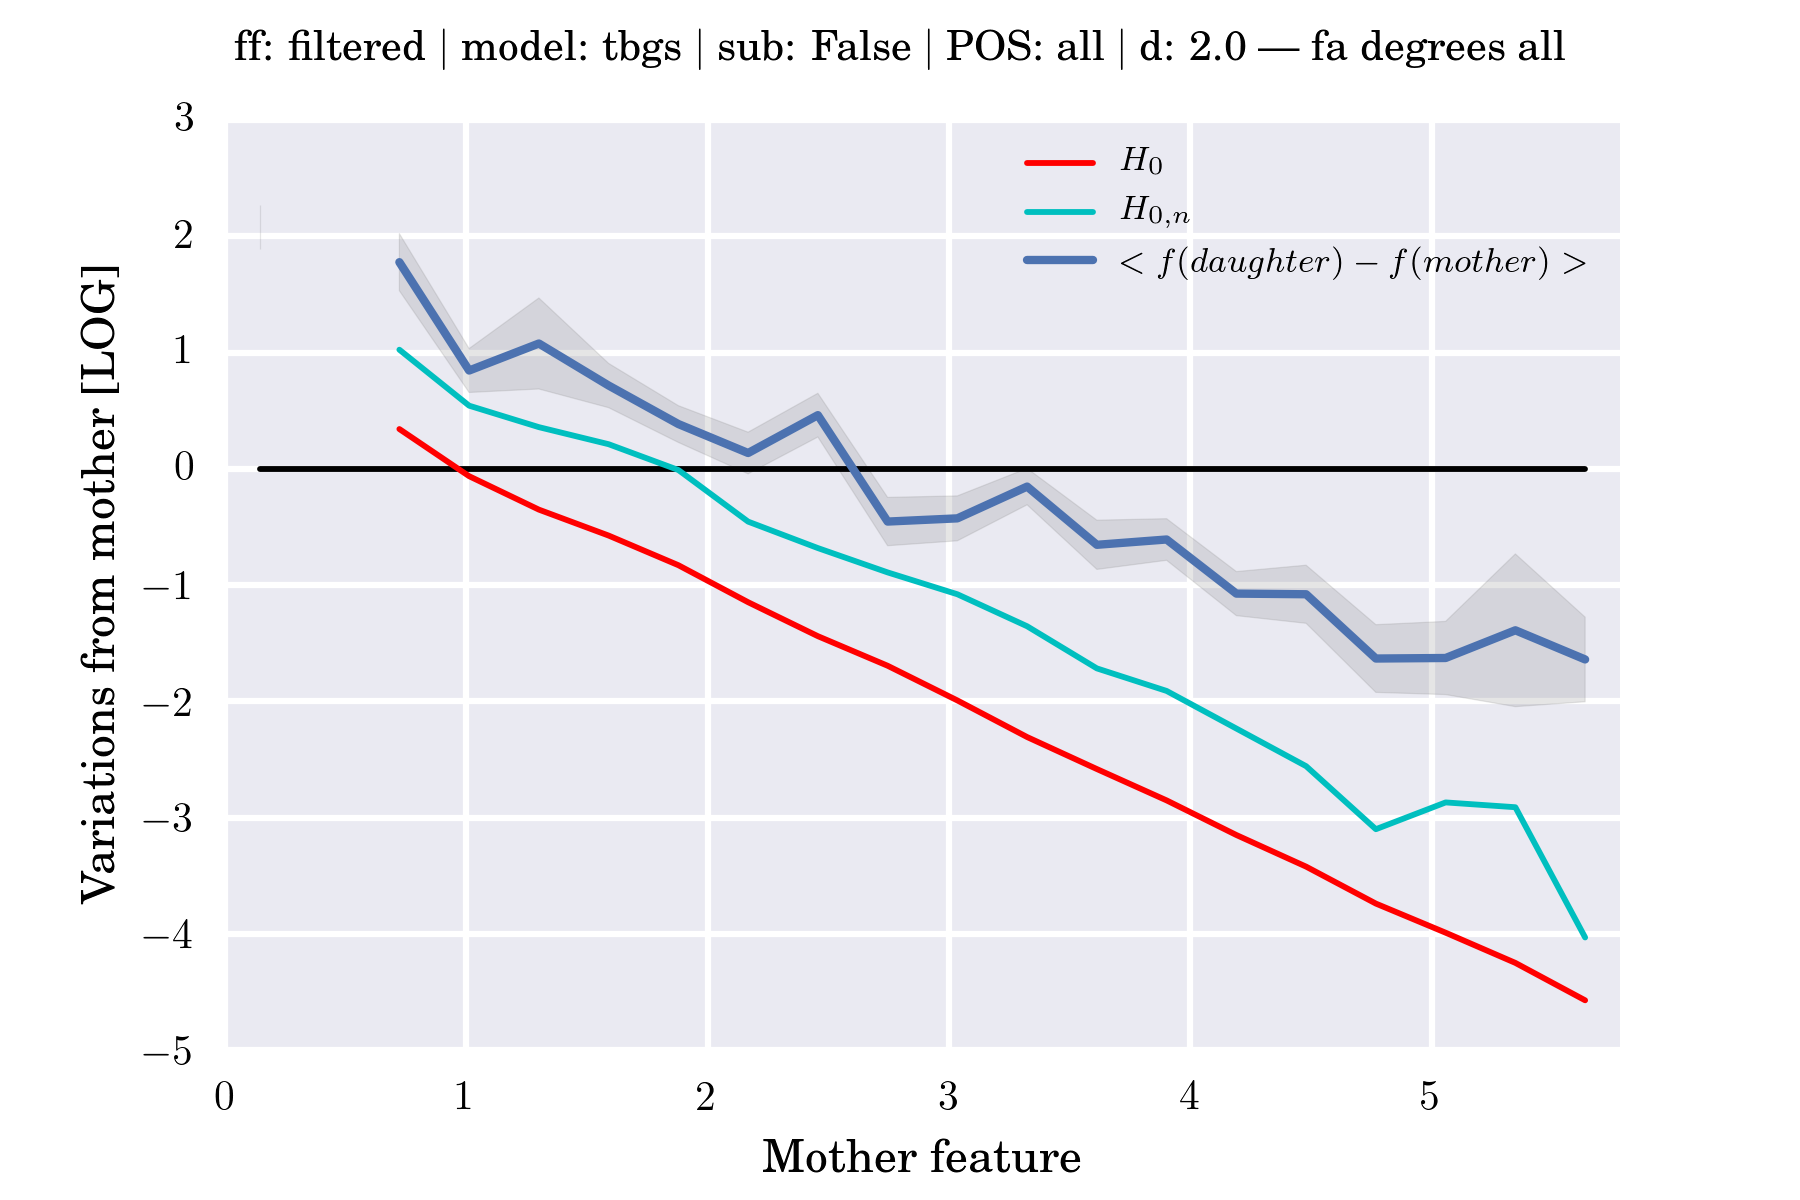 ff: filtered | model: tbgs | sub: False | POS: all | d: 2.0 — fa degrees all
Variations from mother [LOG]
3
2
1
0
−1
−2
−3
−4
−5
H0
H0,n
< f(daughter) − f(mother) >
0 1 2 3 4 5
Mother feature